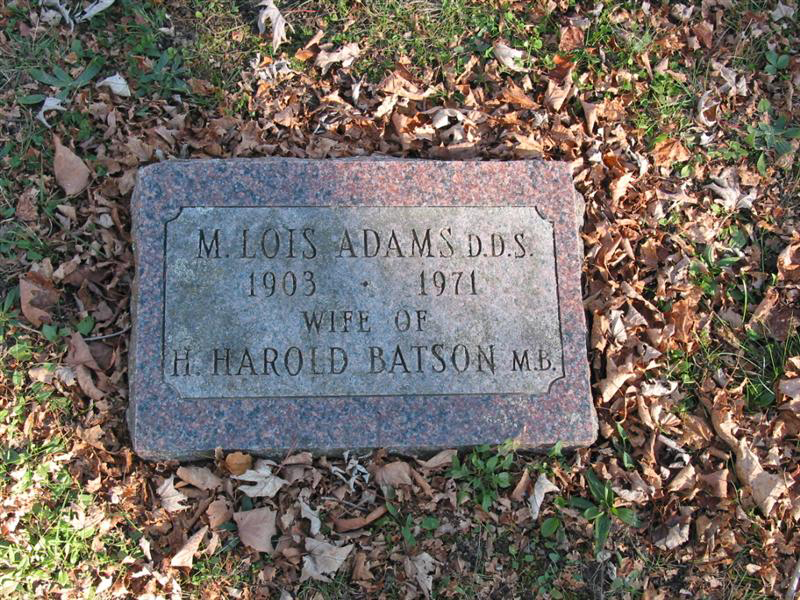 M. LOIS ADAMS D.D.S.
1903 · 1971
WIFE OF
H. HAROLD BATSON M.B.